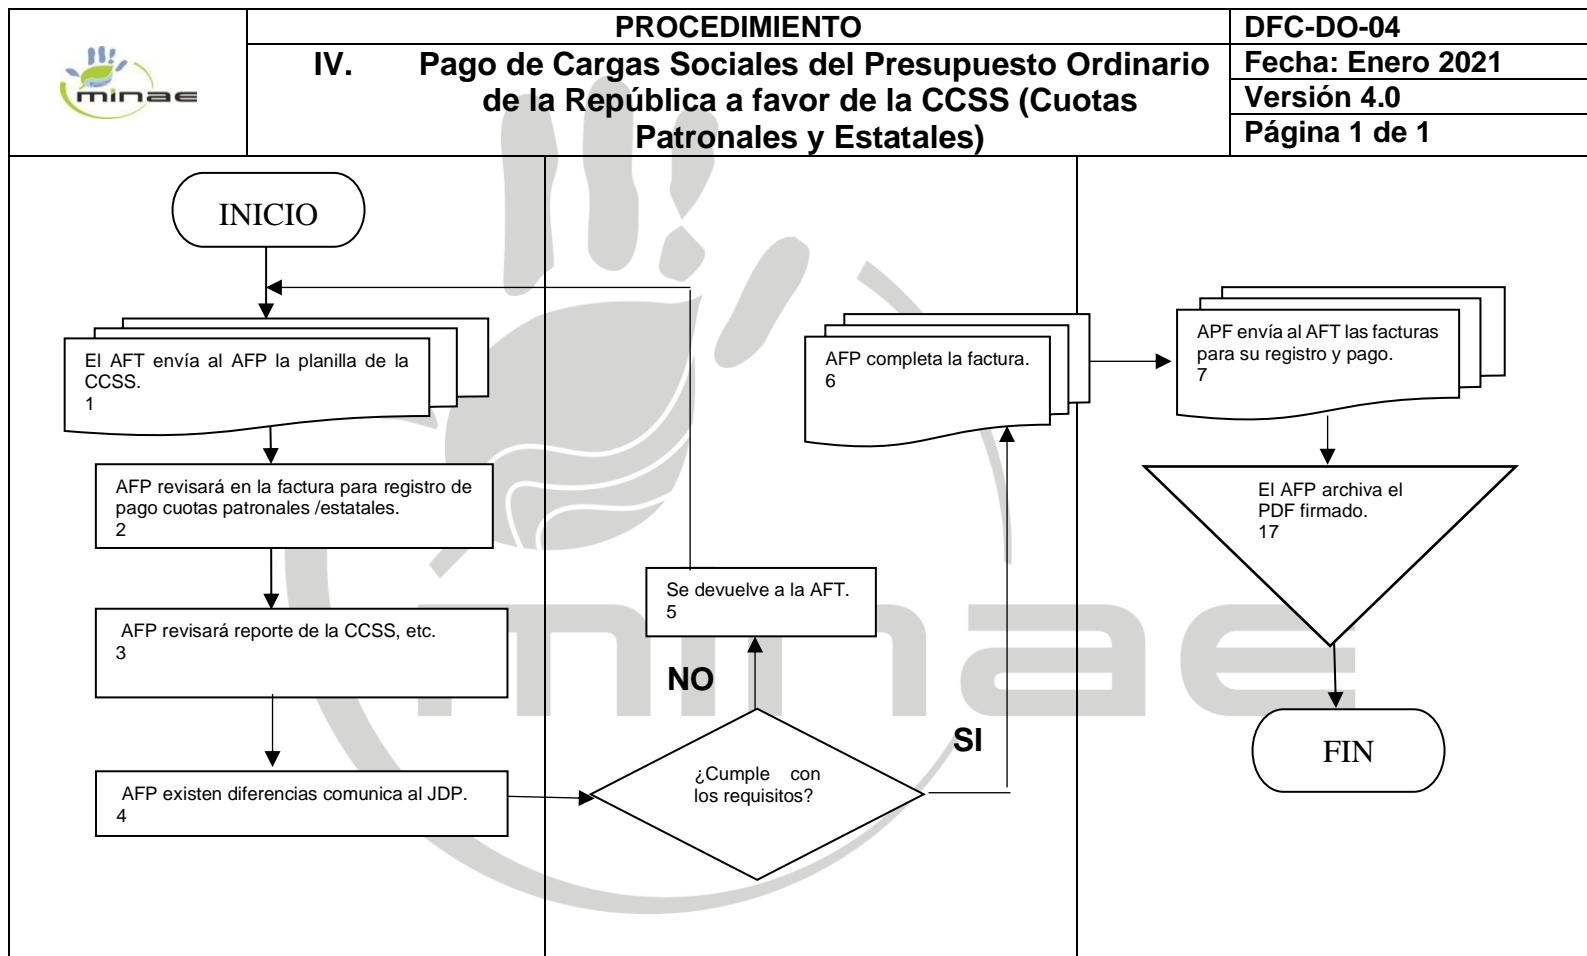 minae
PROCEDIMIENTO
IV. Pago de Cargas Sociales del Presupuesto Ordinario
de la República a favor de la CCSS (Cuotas
Patronales y Estatales)
DFC-DO-04
Fecha: Enero 2021
Versión 4.0
Página 1 de 1
INICIO
El AFT envía al AFP la planilla de la
CCSS.
1
AFP revisará en la factura para registro de
pago cuotas patronales /estatales.
2
AFP revisará reporte de la CCSS, etc.
3
AFP existen diferencias comunica al JDP.
4
¿Cumple con
los requisitos?
NO
Se devuelve a la AFT.
5
SI
AFP completa la factura.
6
APF envía al AFT las facturas
para su registro y pago.
7
El AFP archiva el
PDF firmado.
17
FIN
minae